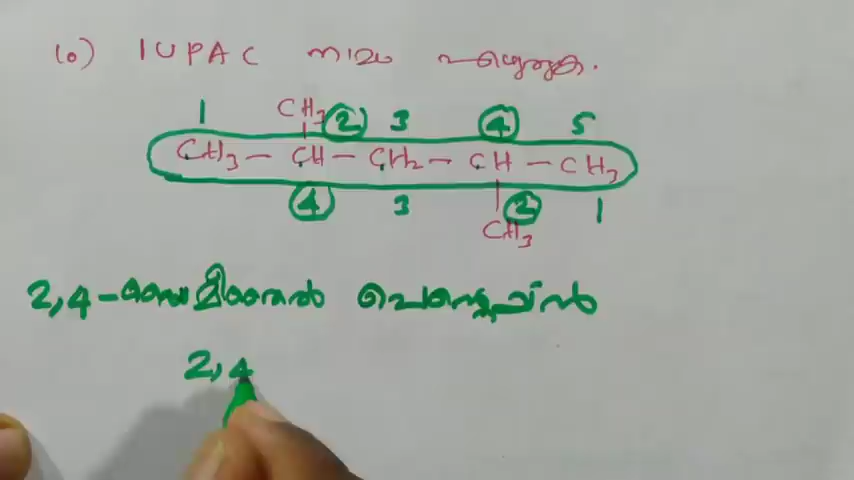 10) IUPAC നാമം എഴുതുക.
1 CH3 2 3 4 5
CH3 — CH — CH2 — CH — CH3
4 3 2 1
CH3
2,4-ഡൈമീതൈൽ പെന്റെയ്ൻ
2,4